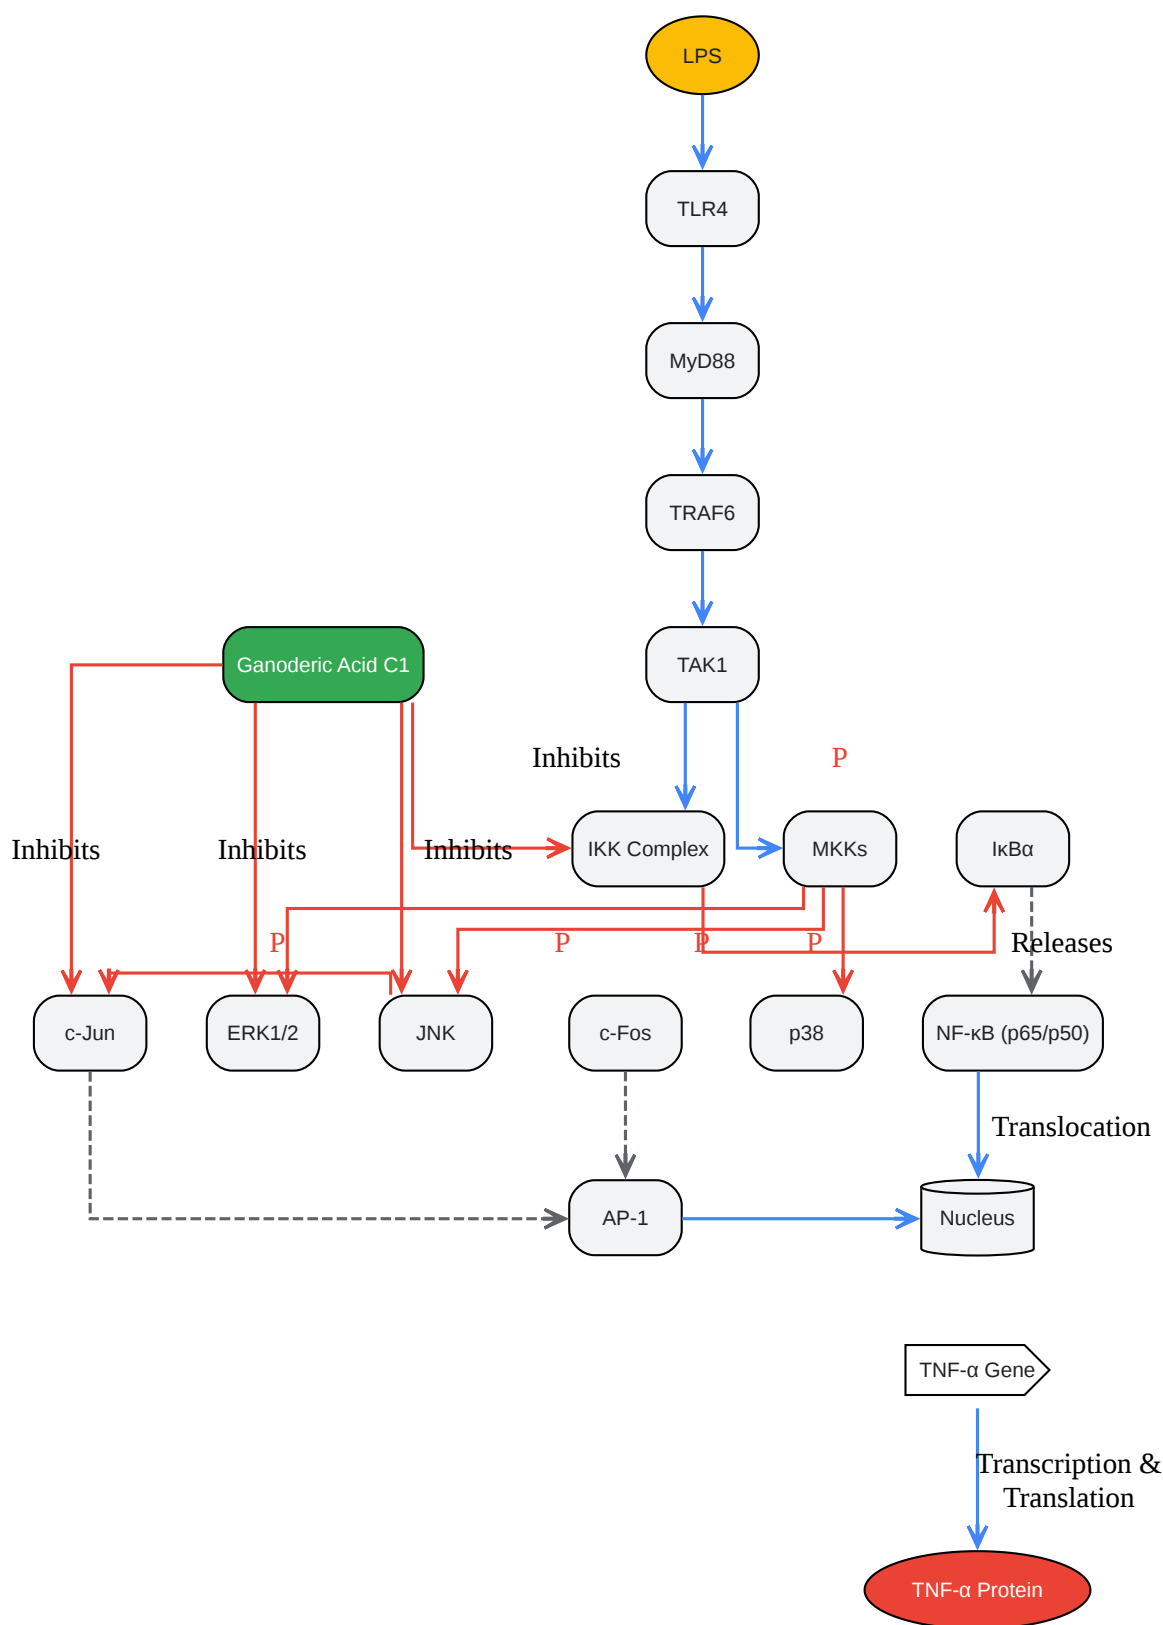 LPS
TLR4
MyD88
TRAF6
Ganoderic Acid C1
TAK1
Inhibits
P
Inhibits
Inhibits
Inhibits
IKK Complex
MKKs
IκBα
P
P
P
P
Releases
c-Jun
ERK1/2
JNK
c-Fos
p38
NF-κB (p65/p50)
Translocation
AP-1
Nucleus
TNF-α Gene
Transcription &
Translation
TNF-α Protein